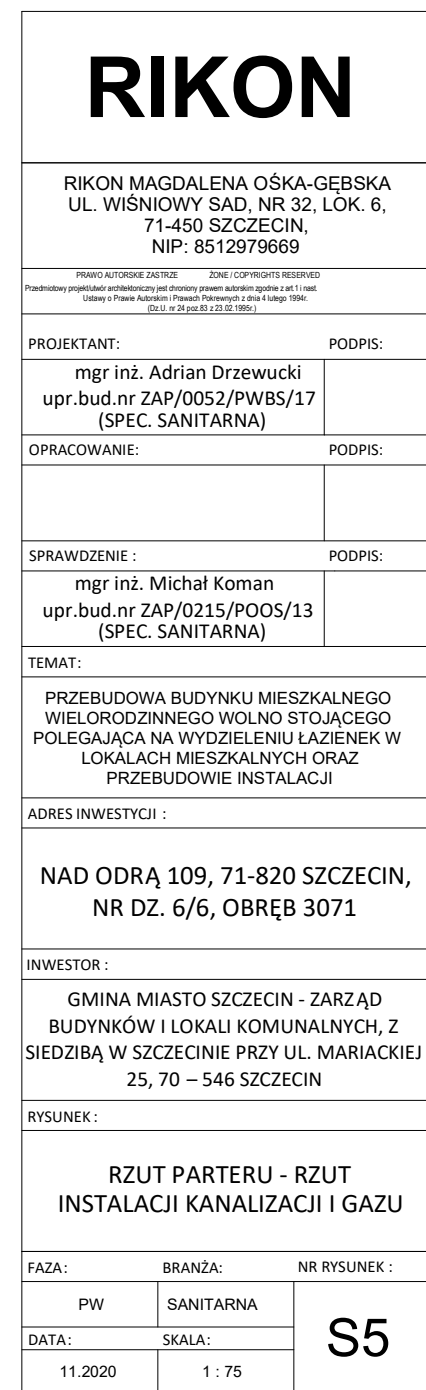 RIKON
RIKON MAGDALENA OŚKA-GĘBSKA
UL. WIŚNIOWY SAD, NR 32, LOK. 6,
71-450 SZCZECIN,
NIP: 8512979669
PRAWO AUTORSKIE ZASTRZE ŻONE / COPYRIGHTS RESERVED
Przedmiotowy projekt/utwór architektoniczny jest chroniony prawem autorskim zgodnie z art.1 i nast.
Ustawy o Prawie Autorskim i Prawach Pokrewnych z dnia 4 lutego 1994r.
(Dz.U. nr 24 poz.83 z 23.02.1995r.)
PROJEKTANT: PODPIS:
mgr inż. Adrian Drzewucki
upr.bud.nr ZAP/0052/PWBS/17
(SPEC. SANITARNA)
OPRACOWANIE: PODPIS:
SPRAWDZENIE : PODPIS:
mgr inż. Michał Koman
upr.bud.nr ZAP/0215/POOS/13
(SPEC. SANITARNA)
TEMAT:
PRZEBUDOWA BUDYNKU MIESZKALNEGO
WIELORODZINNEGO WOLNO STOJĄCEGO
POLEGAJĄCA NA WYDZIELENIU ŁAZIENEK W
LOKALACH MIESZKALNYCH ORAZ
PRZEBUDOWIE INSTALACJI
ADRES INWESTYCJI :
NAD ODRĄ 109, 71-820 SZCZECIN,
NR DZ. 6/6, OBRĘB 3071
INWESTOR :
GMINA MIASTO SZCZECIN - ZARZĄD
BUDYNKÓW I LOKALI KOMUNALNYCH, Z
SIEDZIBĄ W SZCZECINIE PRZY UL. MARIACKIEJ
25, 70 – 546 SZCZECIN
RYSUNEK :
RZUT PARTERU - RZUT
INSTALACJI KANALIZACJI I GAZU
FAZA: BRANŻA: NR RYSUNEK :
PW SANITARNA
S5
DATA: SKALA:
11.2020 1 : 75